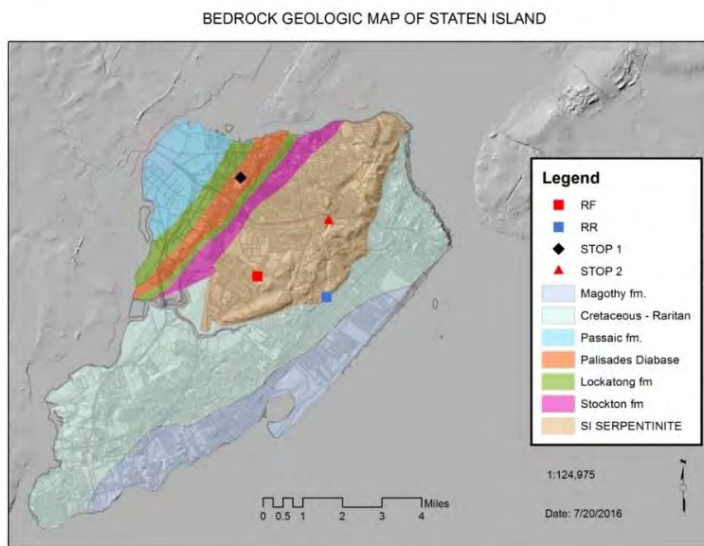 BEDROCK GEOLOGIC MAP OF STATEN ISLAND
Legend
RF
RR
STOP 1
STOP 2
Magothy fm.
Cretaceous - Raritan
Passaic fm.
Palisades Diabase
Lockatong fm
Stockton fm
SI SERPENTINITE
1:124,975
N
Date: 7/20/2016
Miles
0 0.5 1 2 3 4